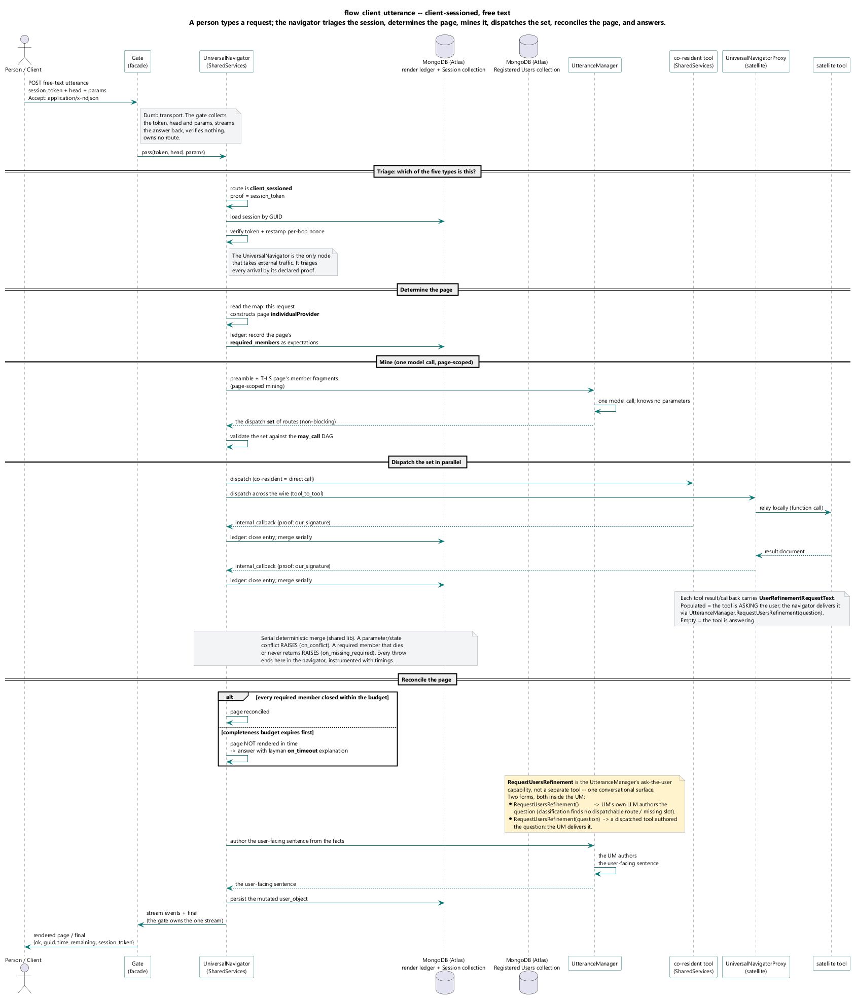 flow_client_utterance -- client-sessioned, free text
A person types a request; the navigator triages the session, determines the page, mines it, dispatches the set, reconciles the page, and answers.
Person / Client
Gate
(facade)
UniversalNavigator
(SharedServices)
MongoDB (Atlas)
render ledger + Session collection
MongoDB (Atlas)
Registered Users collection
UtteranceManager
co-resident tool
(SharedServices)
UniversalNavigatorProxy
(satellite)
satellite tool
POST free-text utterance
session_token + head + params
Accept: application/x-ndjson
Dumb transport. The gate collects
the token, head and params, streams
the answer back, verifies nothing,
owns no route.
pass(token, head, params)
Triage: which of the five types is this?
route is client_sessioned
proof = session_token
load session by GUID
verify token + restamp per-hop nonce
The UniversalNavigator is the only node
that takes external traffic. It triages
every arrival by its declared proof.
Determine the page
read the map: this request
constructs page individualProvider
ledger: record the page's
required_members as expectations
Mine (one model call, page-scoped)
preamble + THIS page's member fragments
(page-scoped mining)
one model call; knows no parameters
the dispatch set of routes (non-blocking)
validate the set against the may_call DAG
Dispatch the set in parallel
dispatch (co-resident = direct call)
dispatch across the wire (tool_to_tool)
relay locally (function call)
internal_callback (proof: our_signature)
ledger: close entry; merge serially
result document
internal_callback (proof: our_signature)
ledger: close entry; merge serially
Each tool result/callback carries UserRefinementRequestText.
Populated = the tool is ASKING the user; the navigator delivers it
via UtteranceManager.RequestUsersRefinement(question).
Empty = the tool is answering.
Serial deterministic merge (shared lib). A parameter/state
conflict RAISES (on_conflict). A required member that dies
or never returns RAISES (on_missing_required). Every throw
ends here in the navigator, instrumented with timings.
Reconcile the page
alt [every required_member closed within the budget]
page reconciled
[completeness budget expires first]
page NOT rendered in time
-> answer with layman on_timeout explanation
RequestUsersRefinement is the UtteranceManager's ask-the-user
capability, not a separate tool -- one conversational surface.
Two forms, both inside the UM:
• RequestUsersRefinement() -> UM's own LLM authors the
question (classification finds no dispatchable route / missing slot).
• RequestUsersRefinement(question) -> a dispatched tool authored
the question; the UM delivers it.
author the user-facing sentence from the facts
the UM authors
the user-facing sentence
the user-facing sentence
persist the mutated user_object
stream events + final
(the gate owns the one stream)
rendered page / final
{ok, guid, time_remaining, session_token}
Person / Client
Gate
(facade)
UniversalNavigator
(SharedServices)
MongoDB (Atlas)
render ledger + Session collection
MongoDB (Atlas)
Registered Users collection
UtteranceManager
co-resident tool
(SharedServices)
UniversalNavigatorProxy
(satellite)
satellite tool